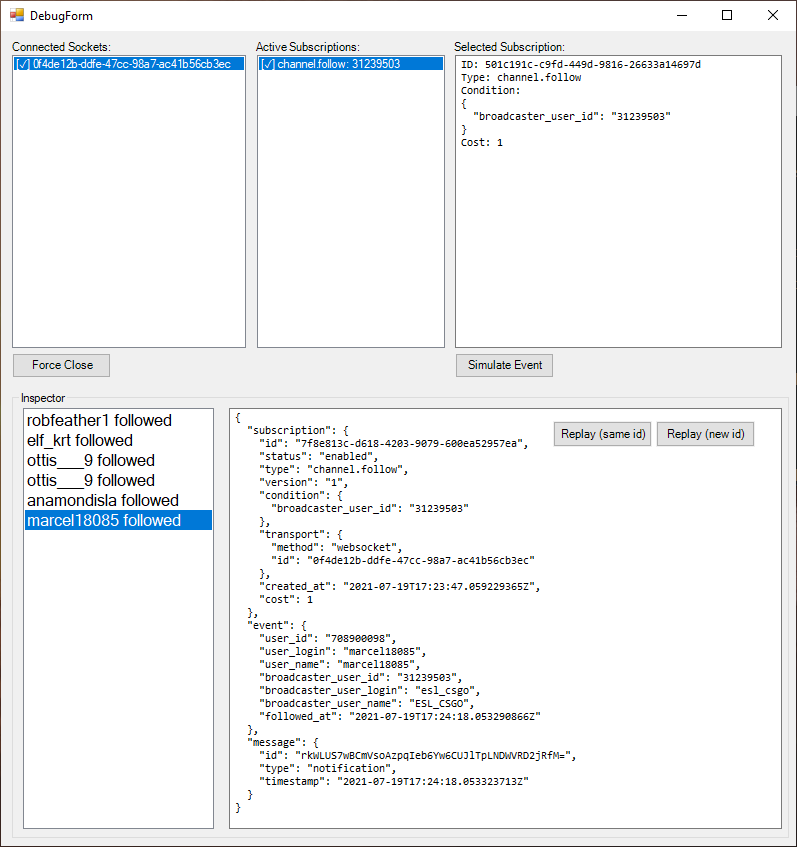 DebugForm
Connected Sockets:
[✓] 0f4de12b-ddfe-47cc-98a7-ac41b56cb3ec
Active Subscriptions:
[✓] channel.follow: 31239503
Selected Subscription:
ID: 501c191c-c9fd-449d-9816-26633a14697d
Type: channel.follow
Condition:
{
  "broadcaster_user_id": "31239503"
}
Cost: 1
Force Close
Simulate Event
Inspector
robfeather1 followed
elf_krt followed
ottis___9 followed
ottis___9 followed
anamondisla followed
marcel18085 followed
Replay (same id)
Replay (new id)
{
  "subscription": {
    "id": "7f8e813c-d618-4203-9079-600ea52957ea",
    "status": "enabled",
    "type": "channel.follow",
    "version": "1",
    "condition": {
      "broadcaster_user_id": "31239503"
    },
    "transport": {
      "method": "websocket",
      "id": "0f4de12b-ddfe-47cc-98a7-ac41b56cb3ec"
    },
    "created_at": "2021-07-19T17:23:47.059229365Z",
    "cost": 1
  },
  "event": {
    "user_id": "708900098",
    "user_login": "marcel18085",
    "user_name": "marcel18085",
    "broadcaster_user_id": "31239503",
    "broadcaster_user_login": "esl_csgo",
    "broadcaster_user_name": "ESL_CSGO",
    "followed_at": "2021-07-19T17:24:18.053290866Z"
  },
  "message": {
    "id": "rkWLUS7wBCmVsoAzpqIeb6Yw6CUJlTpLNDWVRD2jRfM=",
    "type": "notification",
    "timestamp": "2021-07-19T17:24:18.053323713Z"
  }
}